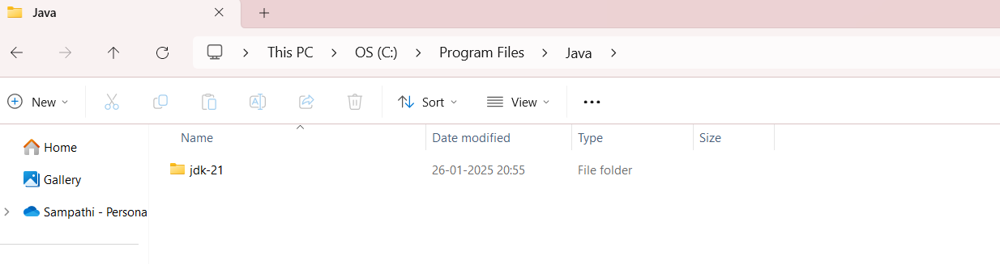 Java
This PC > OS (C:) > Program Files > Java >
New Sort View
Name Date modified Type Size
Home
jdk-21 26-01-2025 20:55 File folder
Gallery
Sampathi - Persona